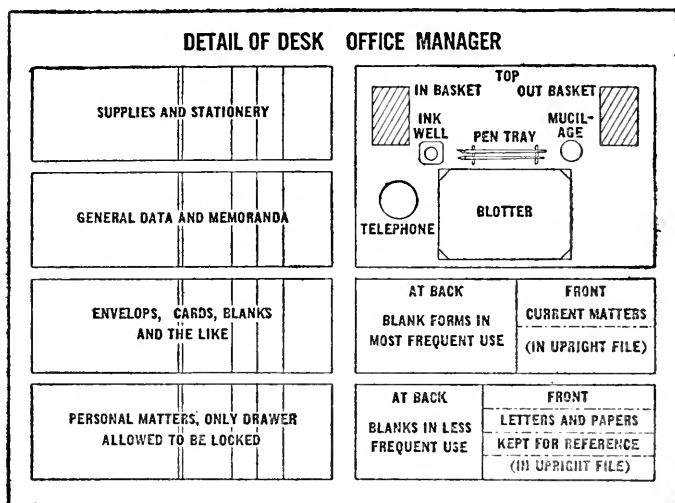 DETAIL OF DESK OFFICE MANAGER
SUPPLIES AND STATIONERY
GENERAL DATA AND MEMORANDA
ENVELOPS, CARDS, BLANKS
AND THE LIKE
PERSONAL MATTERS, ONLY DRAWER
ALLOWED TO BE LOCKED
TOP
IN BASKET
OUT BASKET
INK
WELL
PEN TRAY
MUCIL-
AGE
TELEPHONE
BLOTTER
AT BACK
BLANK FORMS IN
MOST FREQUENT USE
FRONT
CURRENT MATTERS
(IN UPRIGHT FILE)
AT BACK
BLANKS IN LESS
FREQUENT USE
FRONT
LETTERS AND PAPERS
KEPT FOR REFERENCE
(IN UPRIGHT FILE)